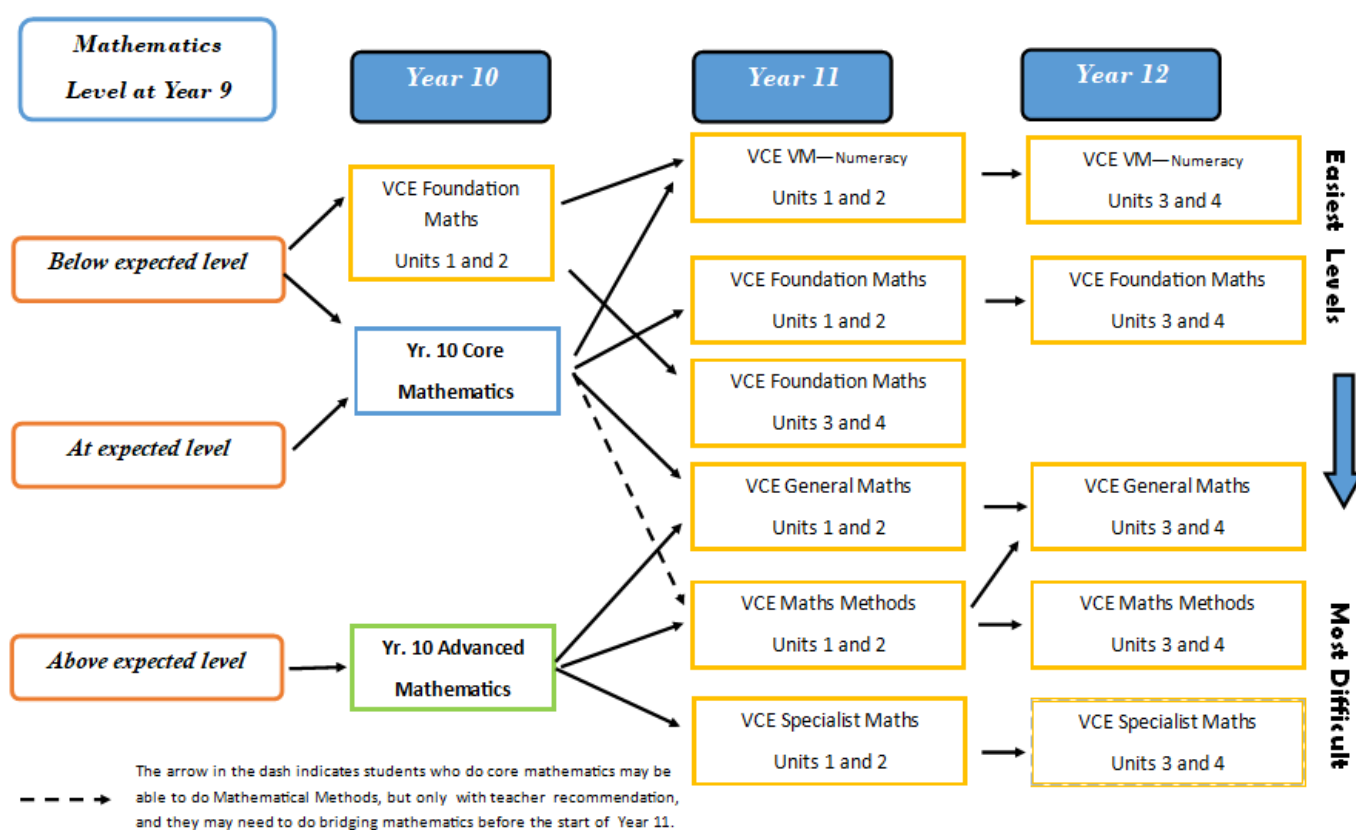 Mathematics
Level at Year 9
Year 10
Year 11
Year 12
VCE Foundation
Maths
Units 1 and 2
VCE VM—Numeracy
Units 1 and 2
VCE VM—Numeracy
Units 3 and 4
Easiest Levels
Below expected level
VCE Foundation Maths
Units 1 and 2
VCE Foundation Maths
Units 3 and 4
Yr. 10 Core
Mathematics
VCE Foundation Maths
Units 3 and 4
At expected level
VCE General Maths
Units 1 and 2
VCE General Maths
Units 3 and 4
Above expected level
Yr. 10 Advanced
Mathematics
VCE Maths Methods
Units 1 and 2
VCE Maths Methods
Units 3 and 4
Most Difficult
VCE Specialist Maths
Units 1 and 2
VCE Specialist Maths
Units 3 and 4
The arrow in the dash indicates students who do core mathematics may be
able to do Mathematical Methods, but only with teacher recommendation,
and they may need to do bridging mathematics before the start of Year 11.